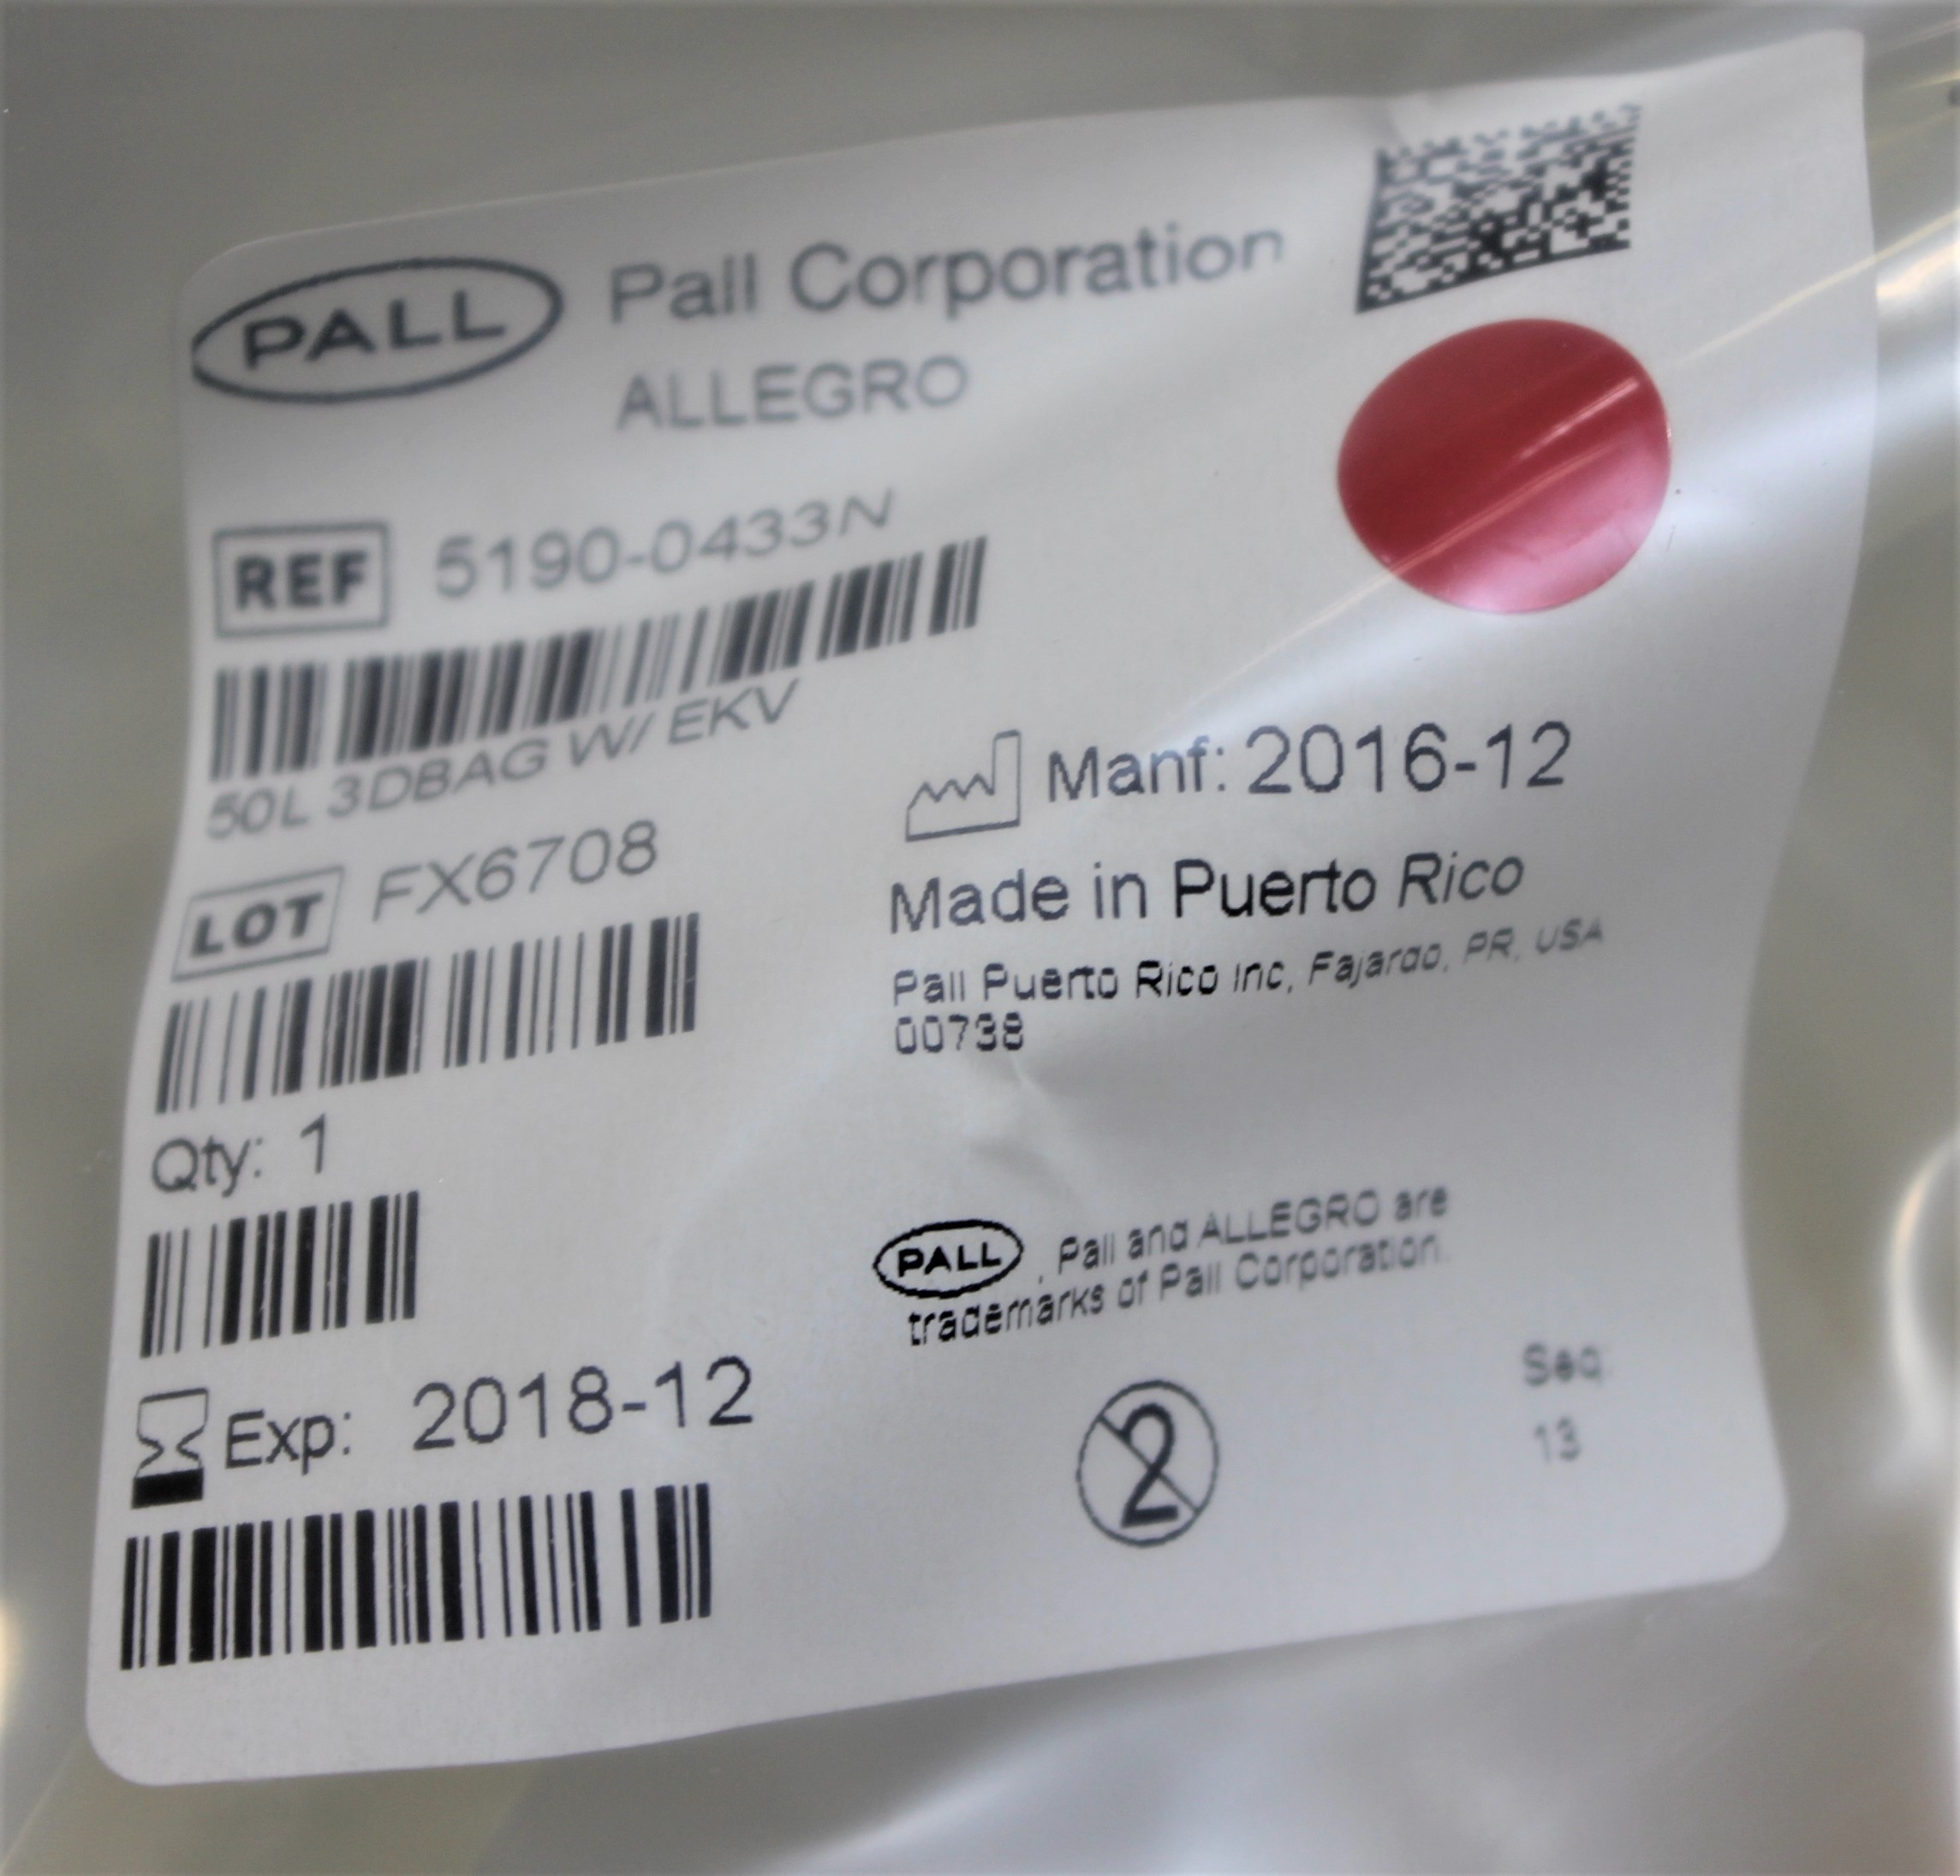 PALL Pall Corporation
ALLEGRO
REF 5190-0433N
50L 3DBAG W/ EKV
LOT FX6708
Qty: 1
Exp: 2018-12
Manf: 2016-12
Made in Puerto Rico
Pall Puerto Rico Inc, Fajardo, PR, USA
00738
PALL , Pall and ALLEGRO are
trademarks of Pall Corporation.
2
Seq:
13